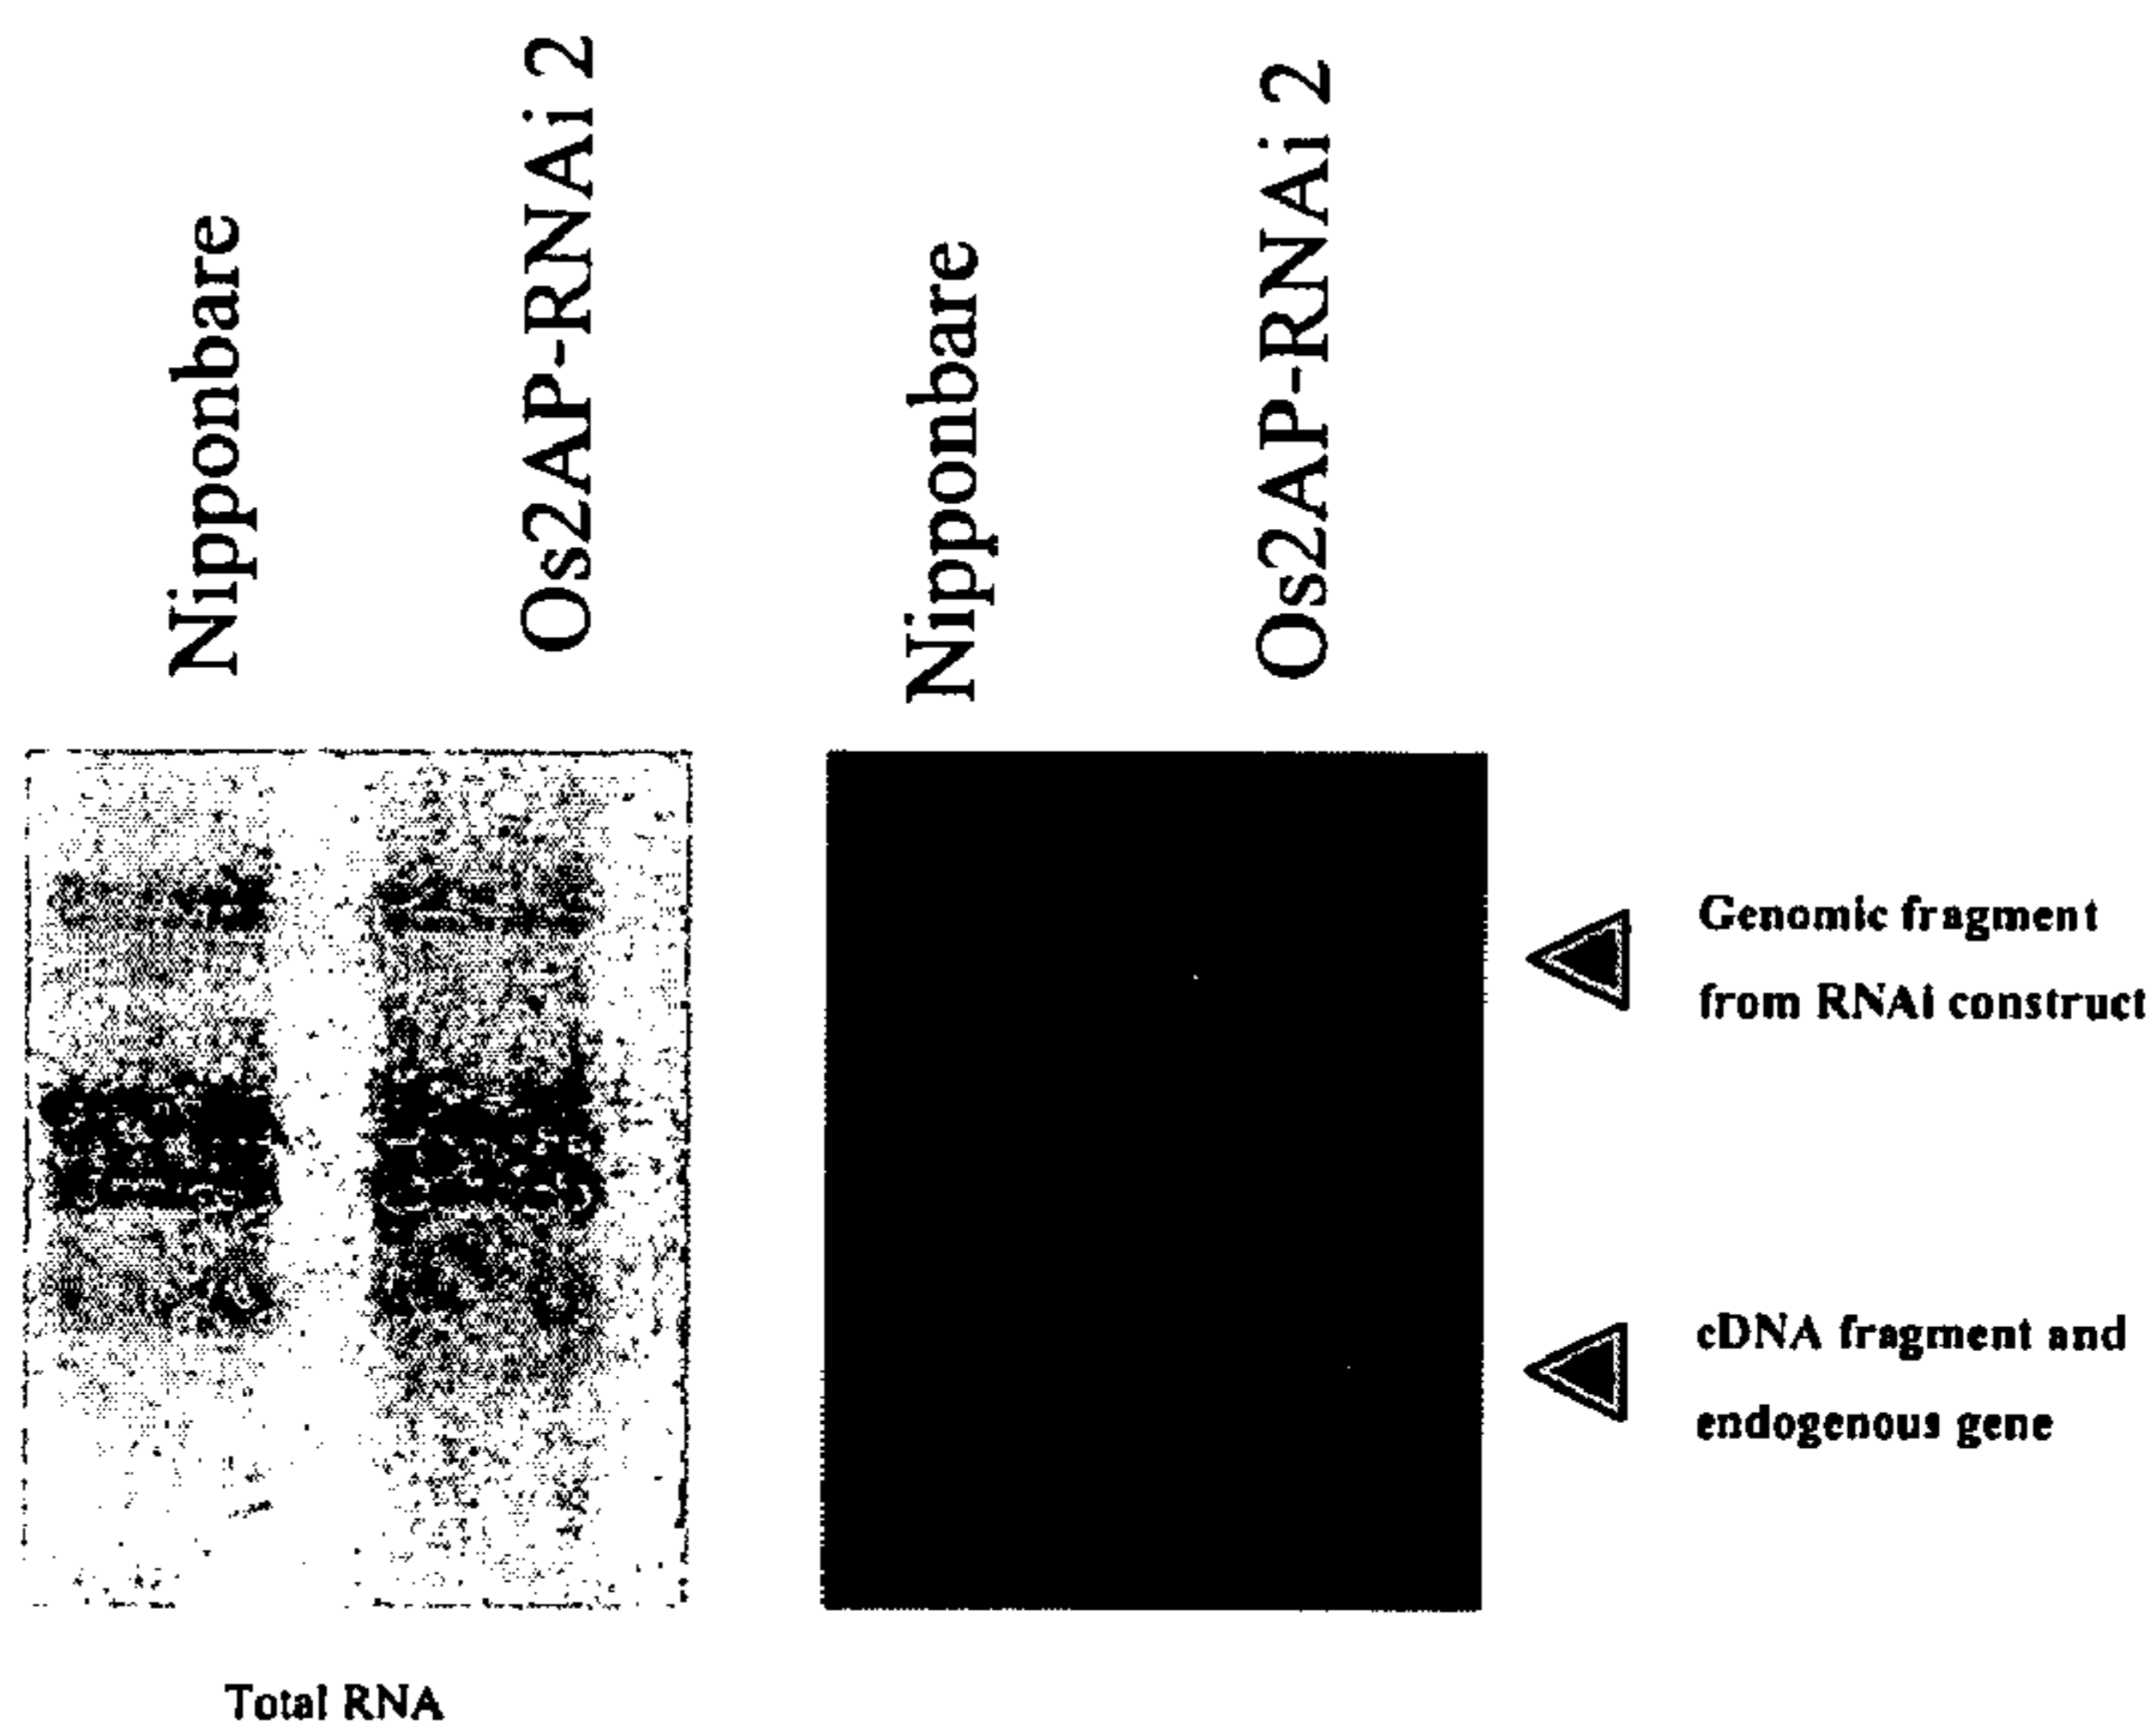 Nipponbare
Os2AP-RNAi 2
Nipponbare
Os2AP-RNAi 2
Genomic fragment
from RNAi construct
cDNA fragment and
endogenous gene
Total RNA